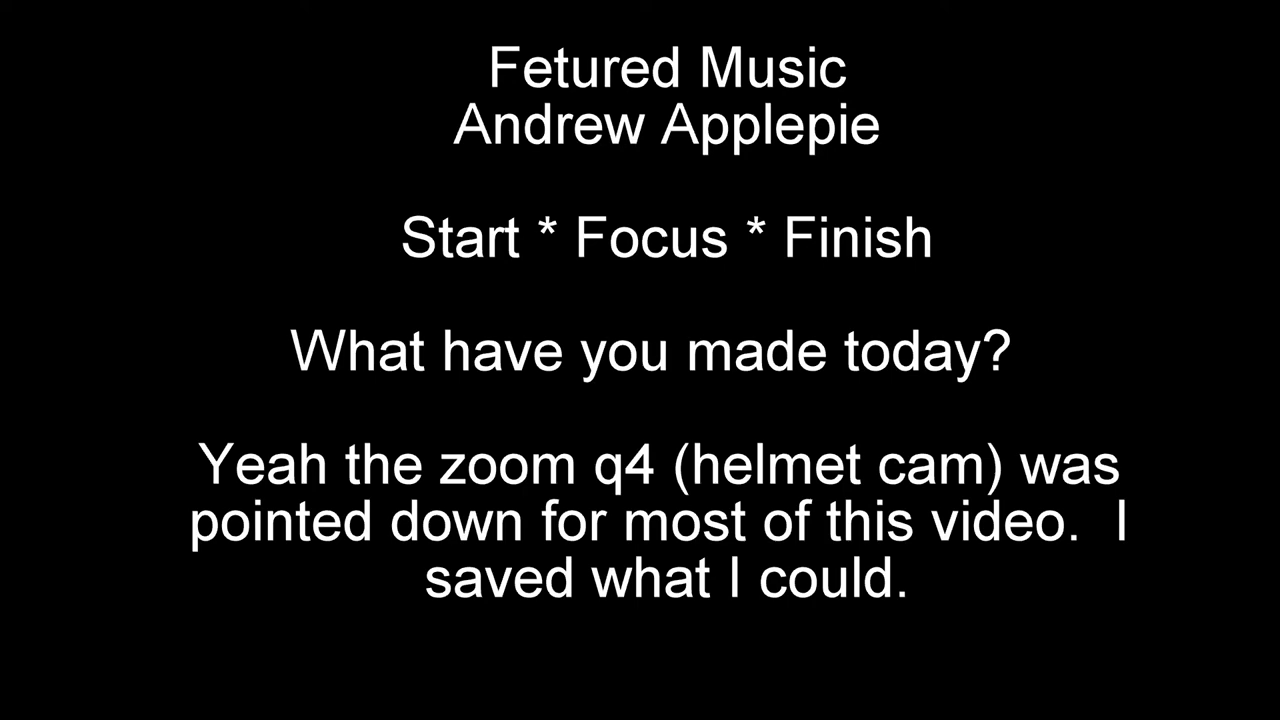 Fetured Music
Andrew Applepie
Start * Focus * Finish
What have you made today?
Yeah the zoom q4 (helmet cam) was
pointed down for most of this video.  I
saved what I could.